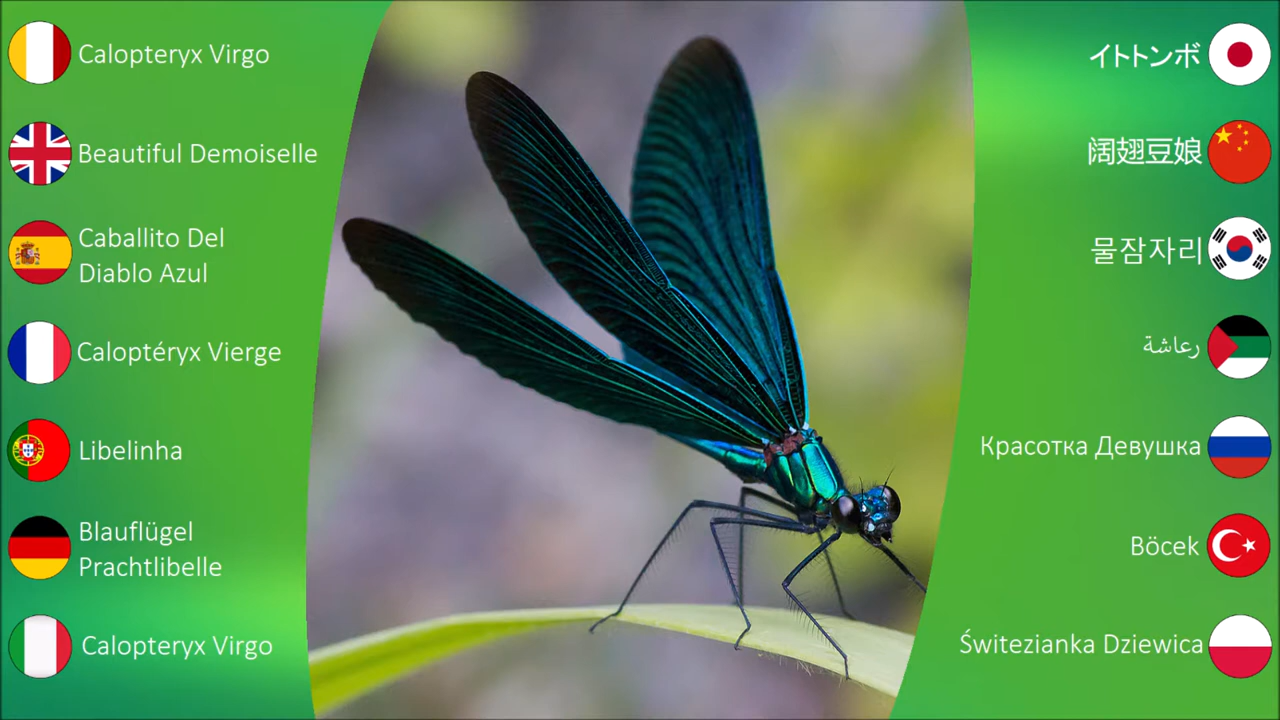 Calopteryx Virgo
Beautiful Demoiselle
Caballito Del
Diablo Azul
Caloptéryx Vierge
Libelinha
Blauflügel
Prachtlibelle
Calopteryx Virgo
イトトンボ
阔翅豆娘
물잠자리
رعاشة
Красотка Девушка
Böcek
Świtezianka Dziewica